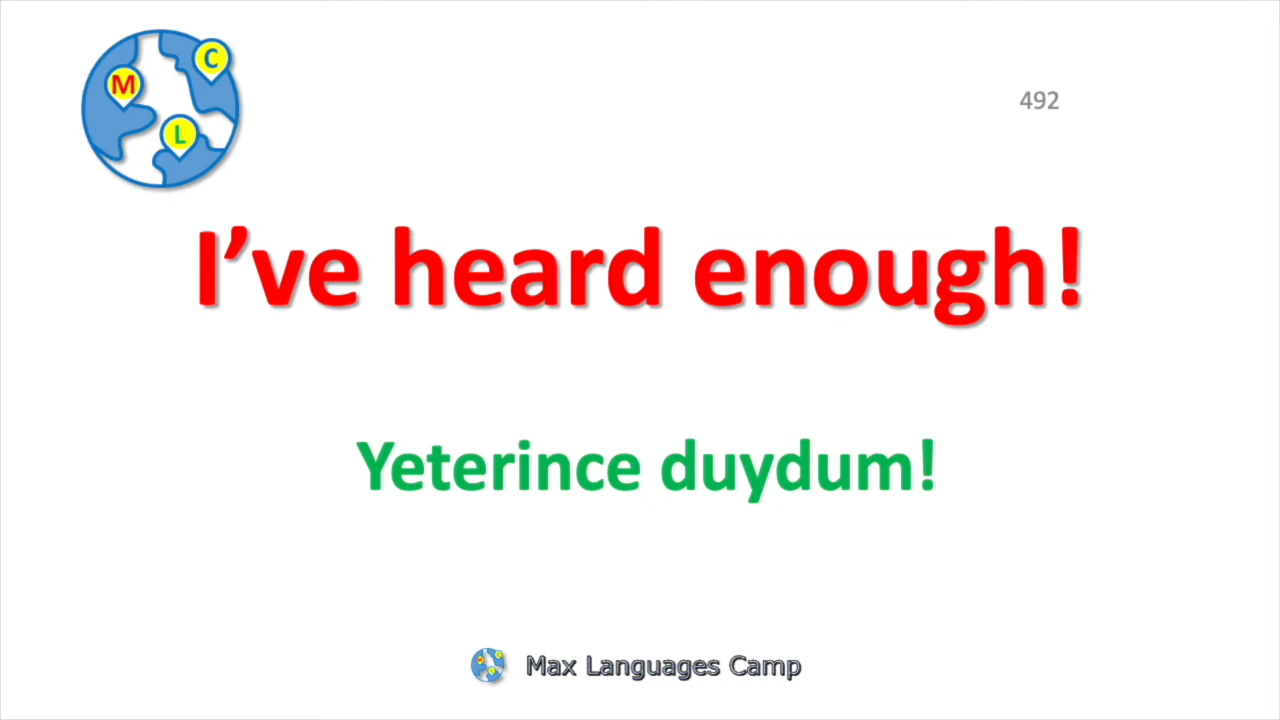 C
M
L
492
I’ve heard enough!
Yeterince duydum!
Max Languages Camp